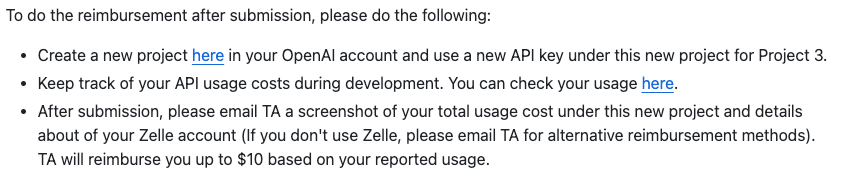 To do the reimbursement after submission, please do the following:
• Create a new project here in your OpenAI account and use a new API key under this new project for Project 3.
• Keep track of your API usage costs during development. You can check your usage here.
• After submission, please email TA a screenshot of your total usage cost under this new project and details
about of your Zelle account (If you don't use Zelle, please email TA for alternative reimbursement methods).
TA will reimburse you up to $10 based on your reported usage.